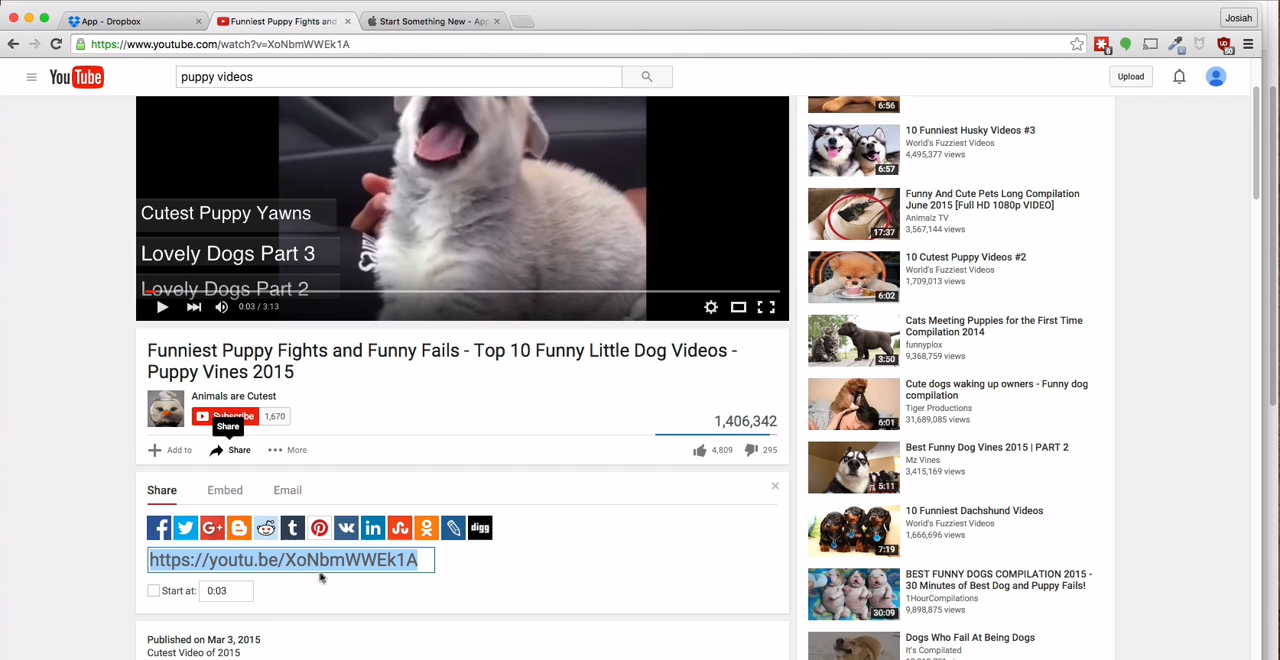 App - Dropbox
Funniest Puppy Fights and
Start Something New - App
Josiah
https://www.youtube.com/watch?v=XoNbmWWEk1A
YouTube
puppy videos
Upload
Cutest Puppy Yawns
Lovely Dogs Part 3
Lovely Dogs Part 2
0:03 / 3:13
Funniest Puppy Fights and Funny Fails - Top 10 Funny Little Dog Videos -
Puppy Vines 2015
Animals are Cutest
Subscribe 1,670
Share
1,406,342
Add to Share More
4,809 295
Share Embed Email
digg
https://youtu.be/XoNbmWWEk1A
Start at: 0:03
Published on Mar 3, 2015
Cutest Video of 2015
6:56
10 Funniest Husky Videos #3
World's Fuzziest Videos
4,495,377 views
6:57
Funny And Cute Pets Long Compilation
June 2015 [Full HD 1080p VIDEO]
Animalz TV
3,567,144 views
17:37
10 Cutest Puppy Videos #2
World's Fuzziest Videos
1,709,013 views
6:02
Cats Meeting Puppies for the First Time
Compilation 2014
funnyplox
9,368,759 views
3:50
Cute dogs waking up owners - Funny dog
compilation
Tiger Productions
31,689,085 views
6:01
Best Funny Dog Vines 2015 | PART 2
Mz Vines
3,415,169 views
5:11
10 Funniest Dachshund Videos
World's Fuzziest Videos
1,666,696 views
7:19
BEST FUNNY DOGS COMPILATION 2015 -
30 Minutes of Best Dog and Puppy Fails!
1HourCompilations
9,898,875 views
30:09
Dogs Who Fail At Being Dogs
It's Compilated